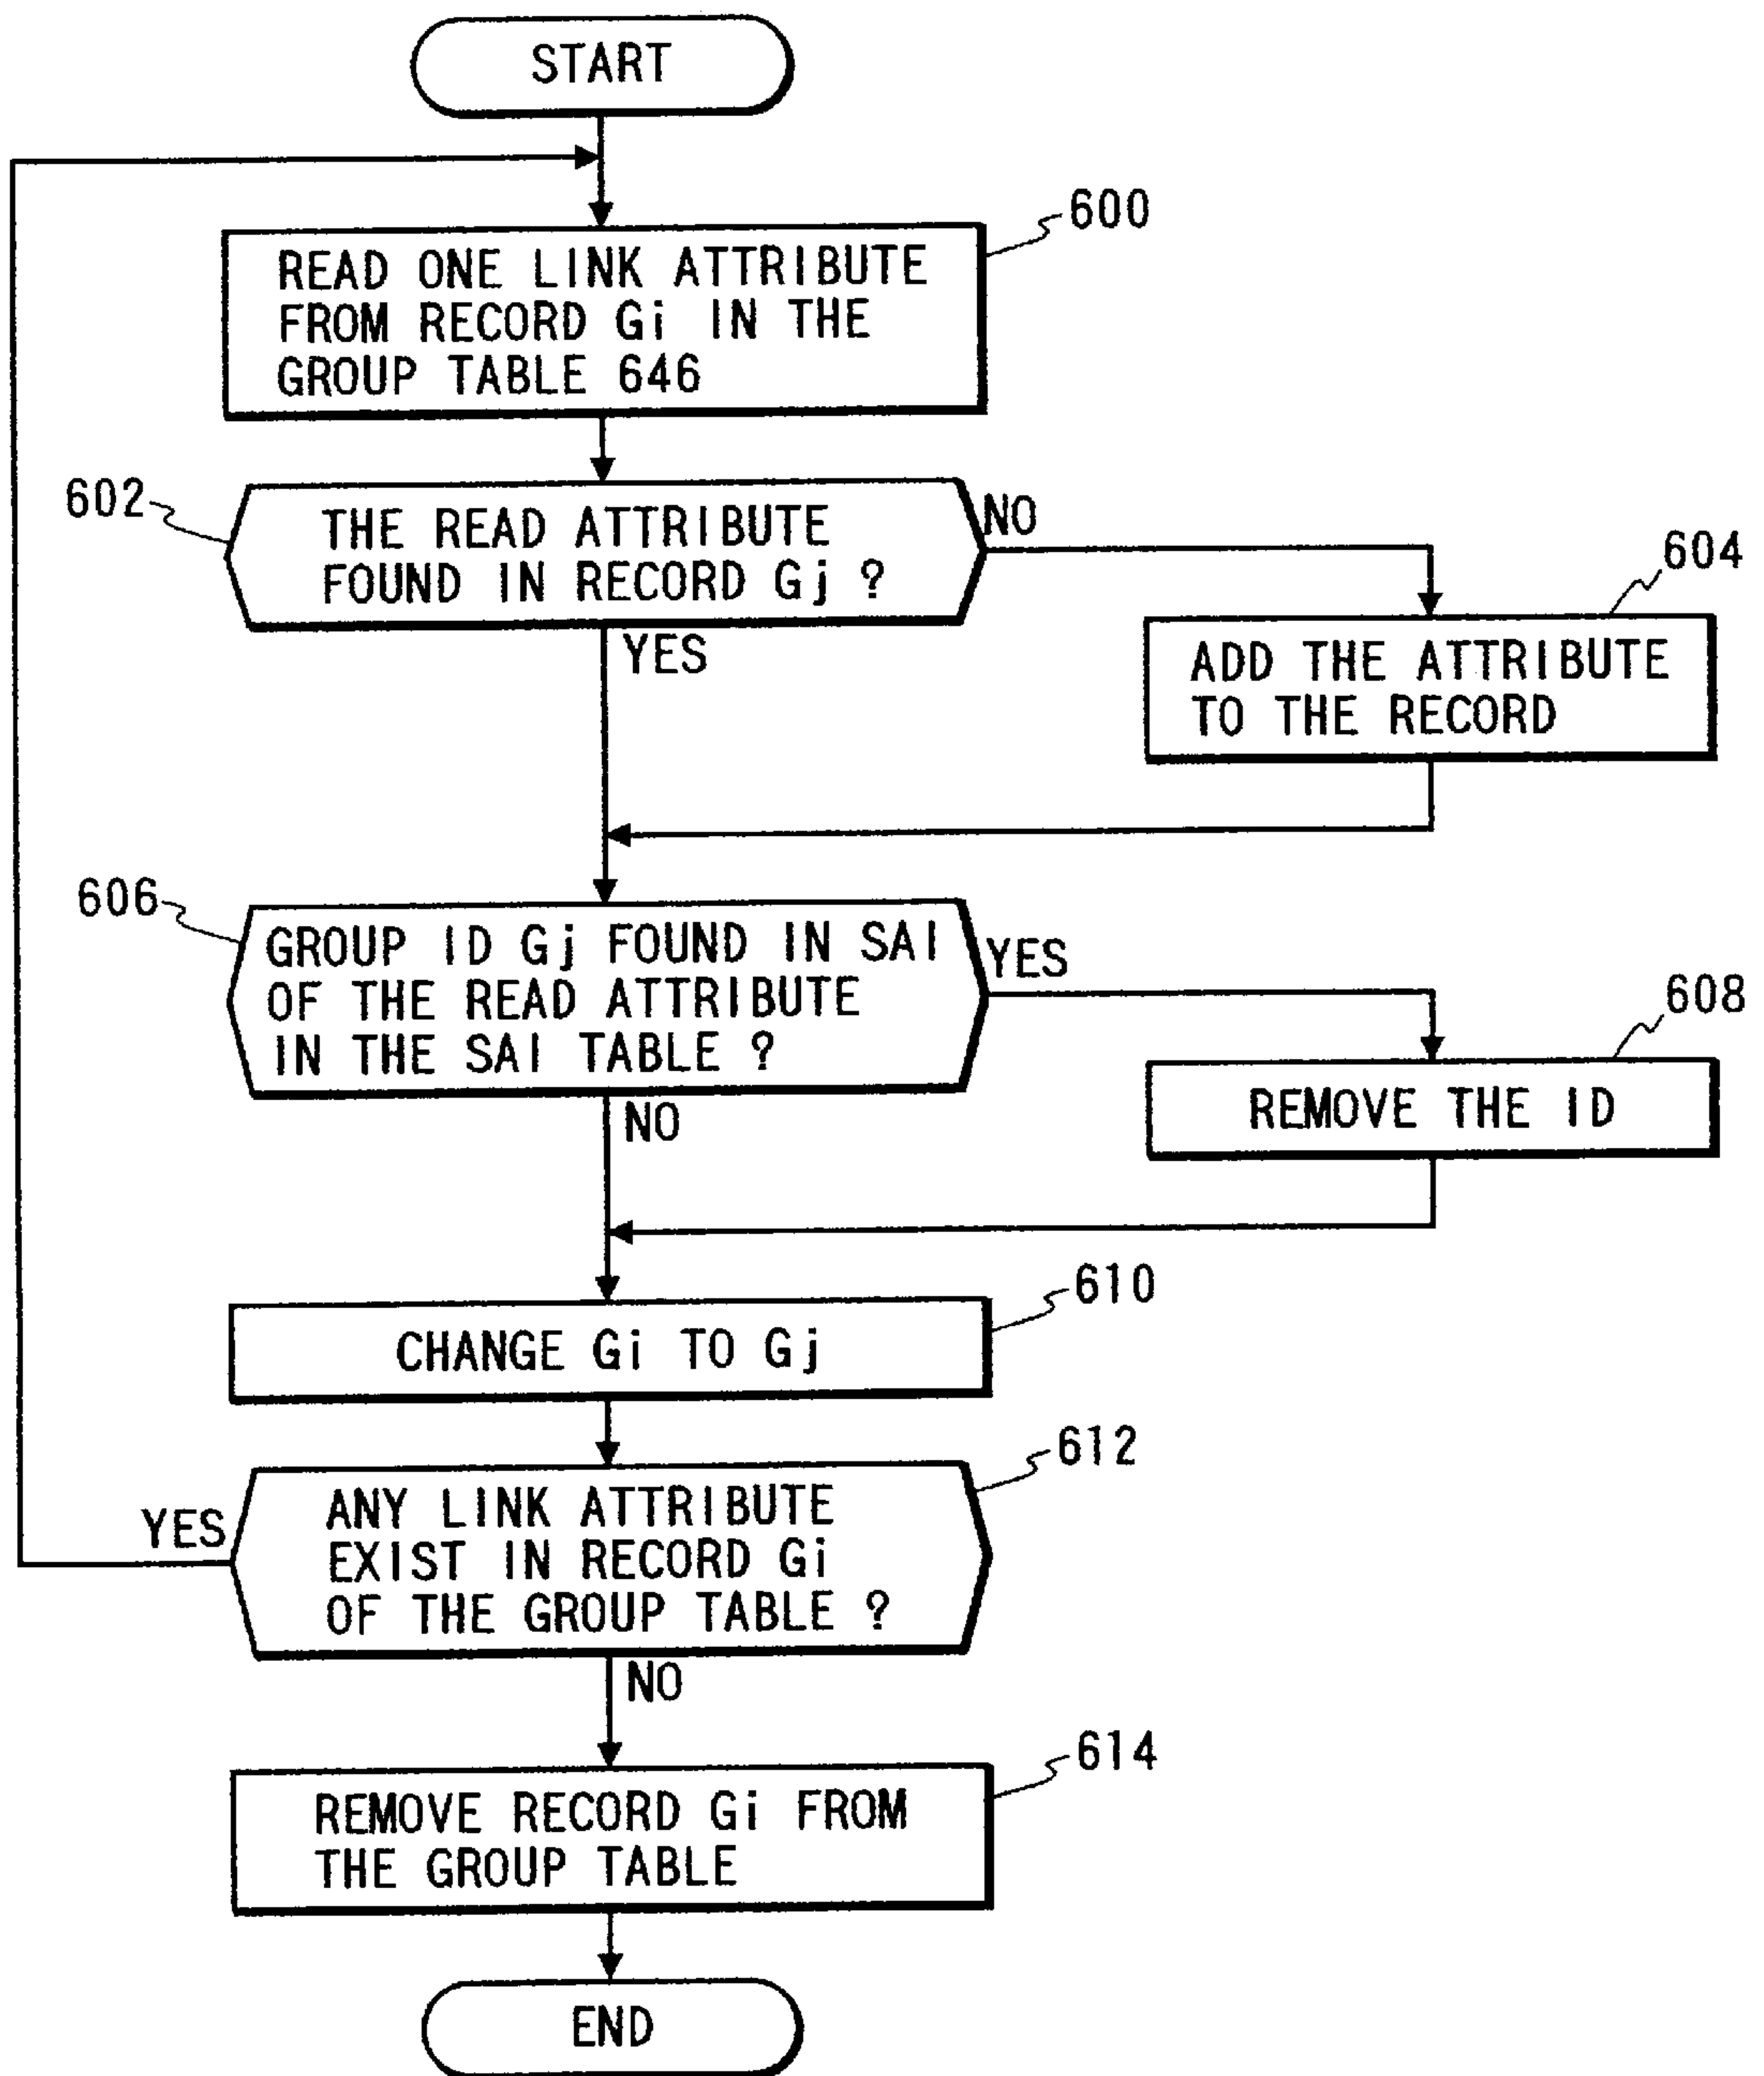 START
600
READ ONE LINK ATTRIBUTE
FROM RECORD Gi IN THE
GROUP TABLE 646
602
THE READ ATTRIBUTE
FOUND IN RECORD Gj ?
NO
YES
604
ADD THE ATTRIBUTE
TO THE RECORD
606
GROUP ID Gj FOUND IN SAI
OF THE READ ATTRIBUTE
IN THE SAI TABLE ?
YES
NO
608
REMOVE THE ID
610
CHANGE Gi TO Gj
612
ANY LINK ATTRIBUTE
EXIST IN RECORD Gi
OF THE GROUP TABLE ?
YES
NO
614
REMOVE RECORD Gi FROM
THE GROUP TABLE
END